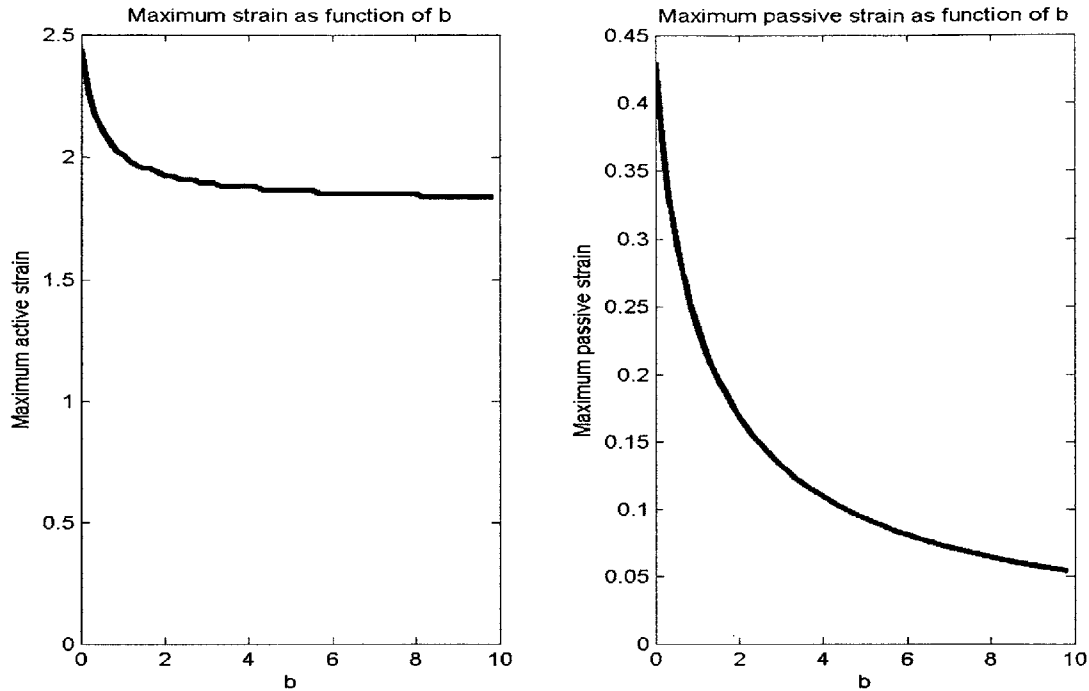 Maximum strain as function of b
2.5
2
1.5
1
0.5
0
0 2 4 6 8 10
Maximum active strain
b
Maximum passive strain as function of b
0.45
0.4
0.35
0.3
0.25
0.2
0.15
0.1
0.05
0
0 2 4 6 8 10
Maximum passive strain
b